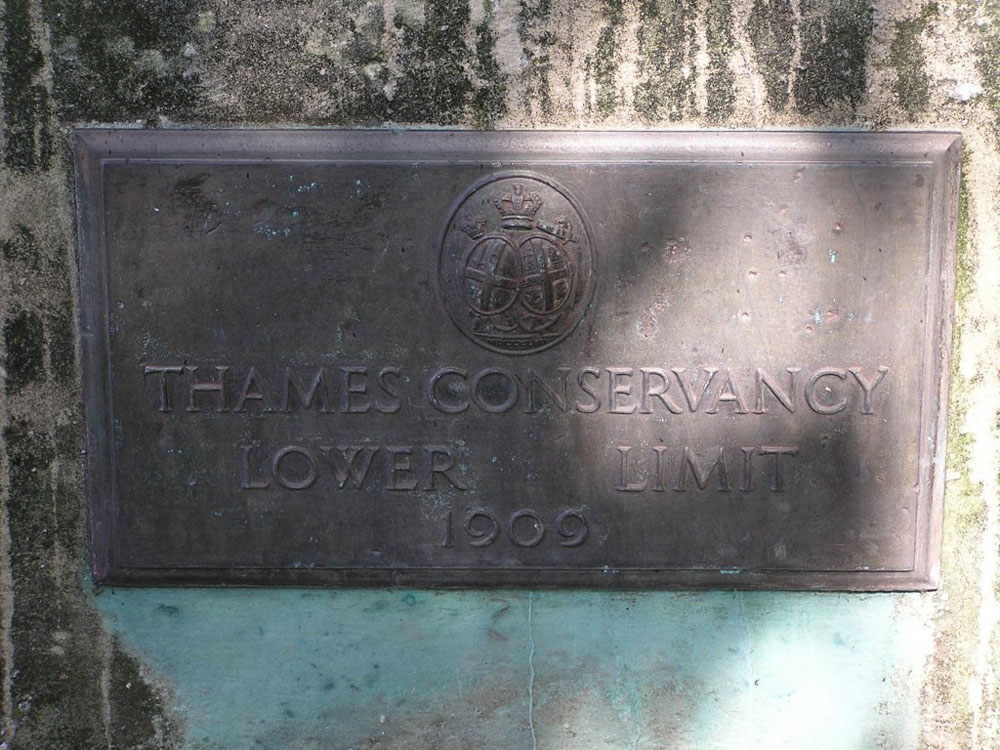 THAMES CONSERVANCY
LOWER LIMIT
1909